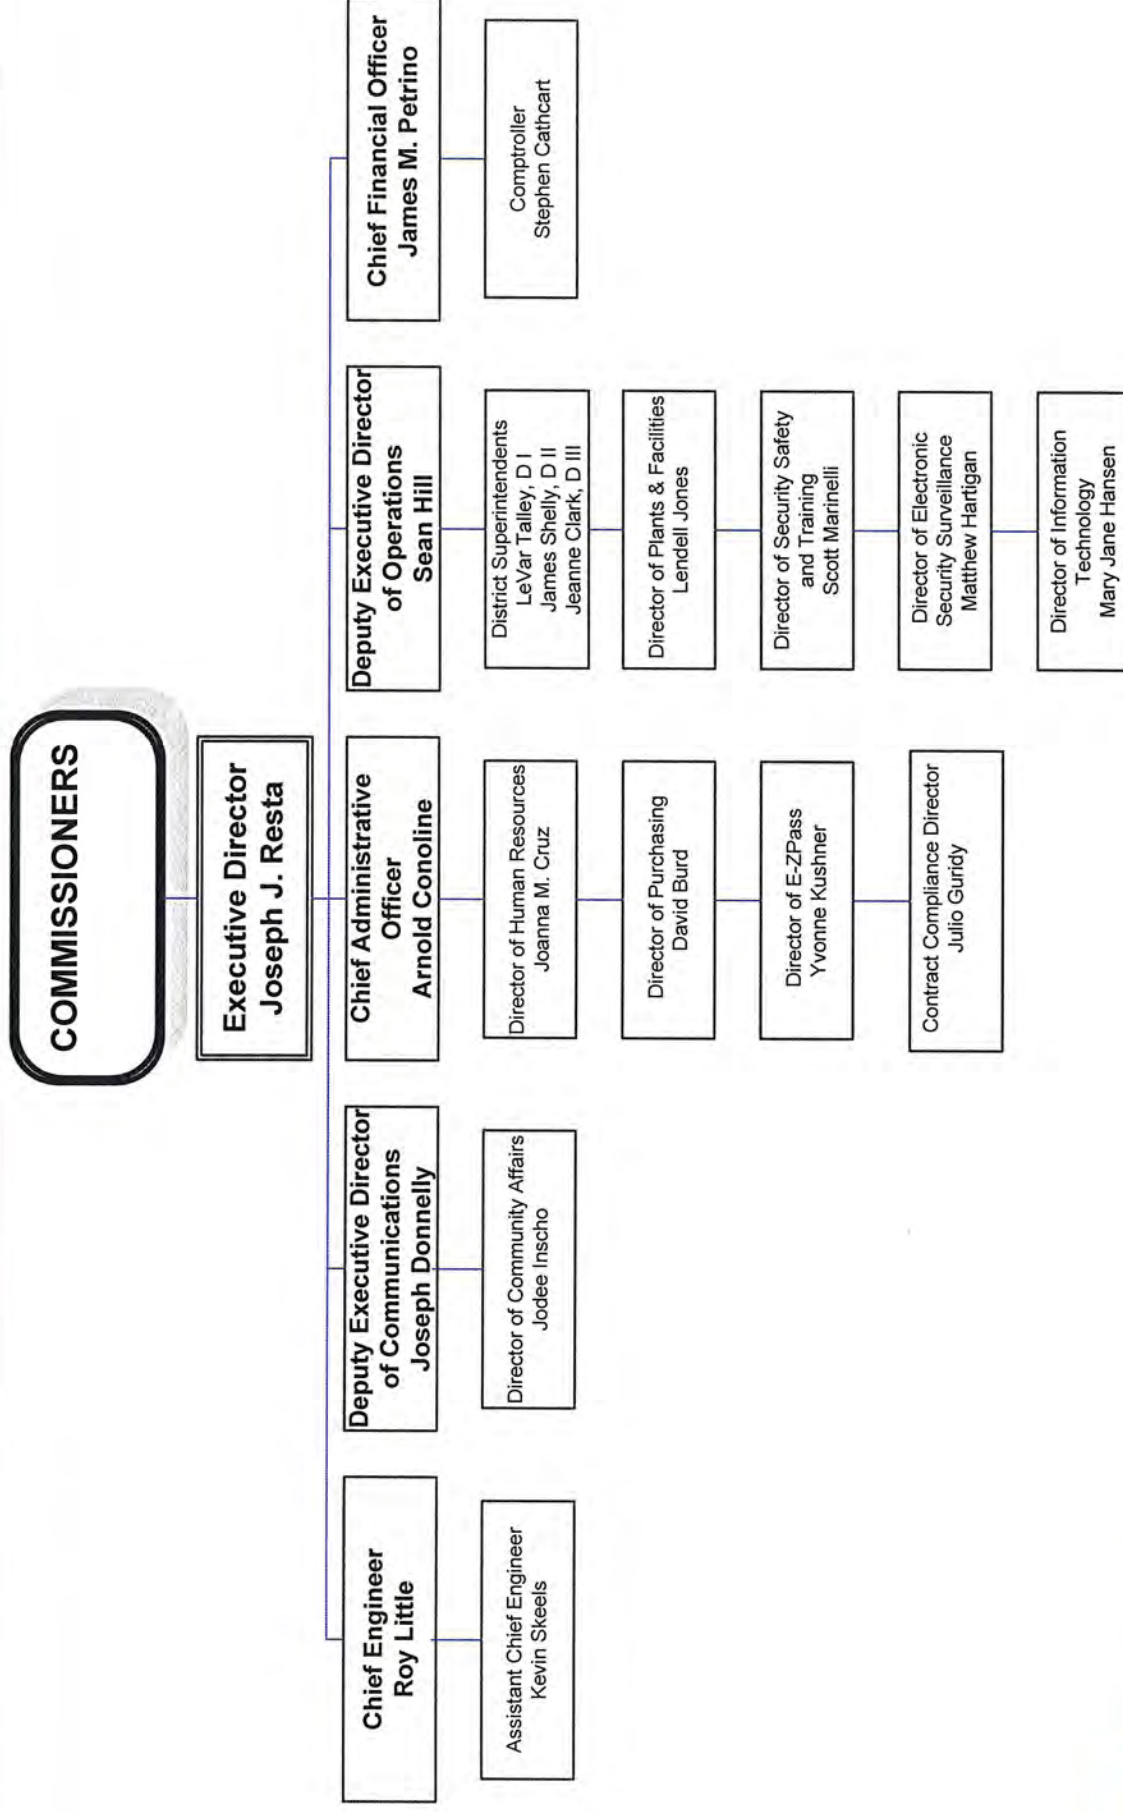 COMMISSIONERS
Executive Director
Joseph J. Resta
Chief Engineer
Roy Little
Assistant Chief Engineer
Kevin Skeels
Deputy Executive Director
of Communications
Joseph Donnelly
Director of Community Affairs
Jodee Inscho
Chief Administrative
Officer
Arnold Conoline
Director of Human Resources
Joanna M. Cruz
Director of Purchasing
David Burd
Director of E-ZPass
Yvonne Kushner
Contract Compliance Director
Julio Guridy
Deputy Executive Director
of Operations
Sean Hill
District Superintendents
LeVar Talley, D I
James Shelly, D II
Jeanne Clark, D III
Director of Plants & Facilities
Lendell Jones
Director of Security Safety
and Training
Scott Marinelli
Director of Electronic
Security Surveillance
Matthew Hartigan
Director of Information
Technology
Mary Jane Hansen
Chief Financial Officer
James M. Petrino
Comptroller
Stephen Cathcart